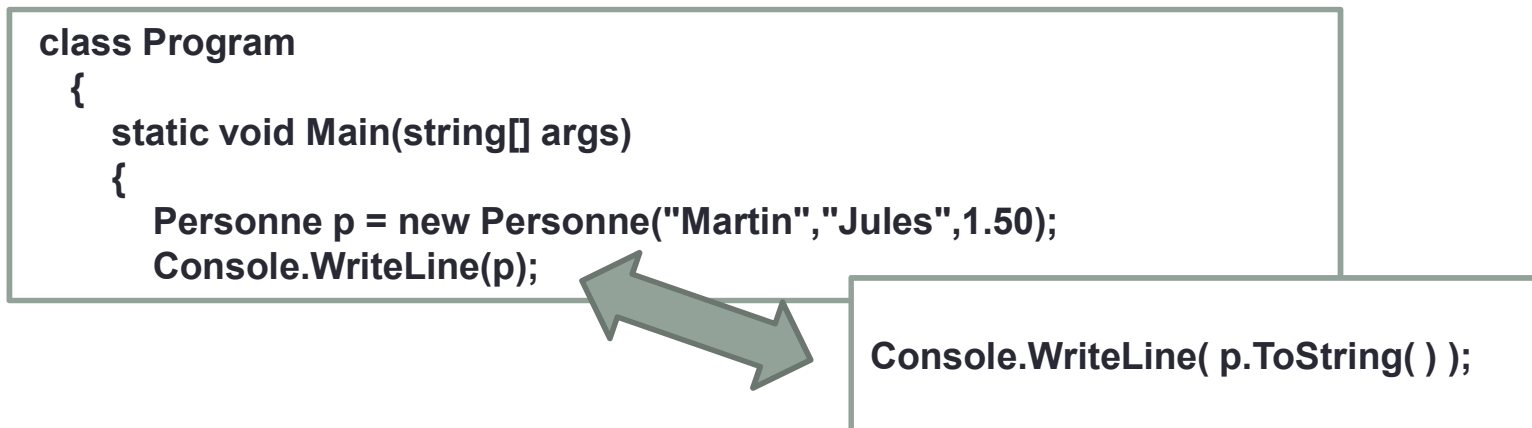 class Program
{
static void Main(string[] args)
{
Personne p = new Personne("Martin","Jules",1.50);
Console.WriteLine(p);
Console.WriteLine( p.ToString( ) );